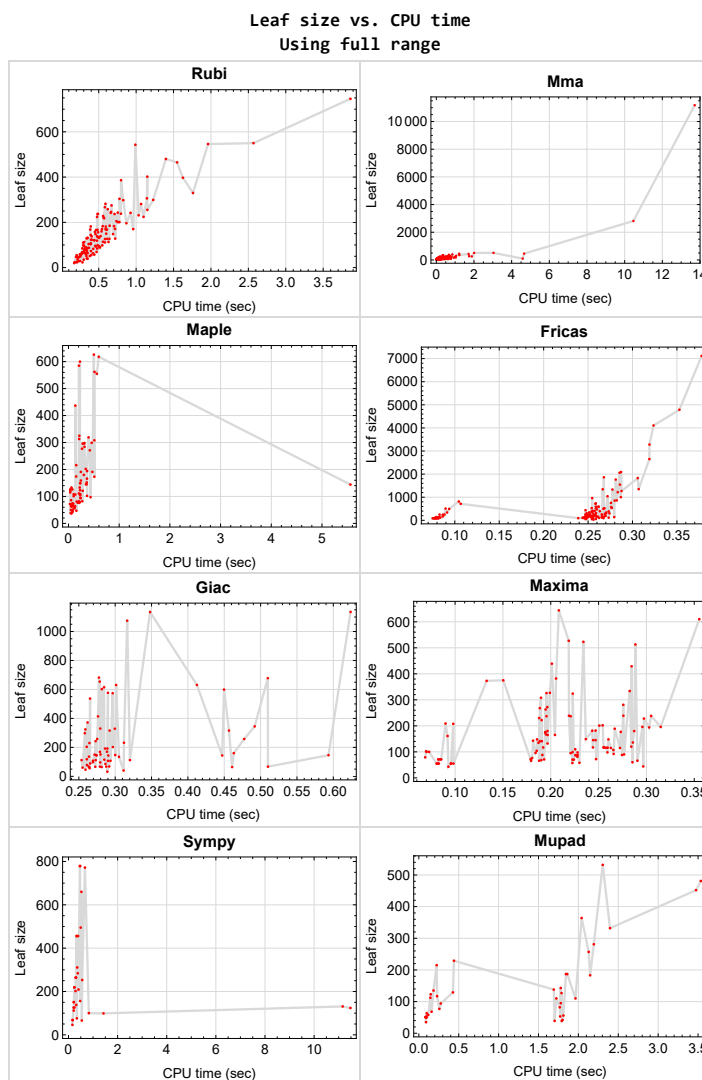 Leaf size vs. CPU time
Using full range
Rubi
Leaf size
600
400
200
0
0.5 1.0 1.5 2.0 2.5 3.0 3.5
CPU time (sec)
Mma
Leaf size
10 000
8000
6000
4000
2000
0
0 2 4 6 8 10 12 14
CPU time (sec)
Maple
Leaf size
600
500
400
300
200
100
0
0 1 2 3 4 5
CPU time (sec)
Fricas
Leaf size
7000
6000
5000
4000
3000
2000
1000
0
0.10 0.15 0.20 0.25 0.30 0.35
CPU time (sec)
Giac
Leaf size
1000
800
600
400
200
0
0.25 0.30 0.35 0.40 0.45 0.50 0.55 0.60
CPU time (sec)
Maxima
Leaf size
600
500
400
300
200
100
0
0.10 0.15 0.20 0.25 0.30 0.35
CPU time (sec)
Sympy
Leaf size
800
600
400
200
0
0 2 4 6 8 10
CPU time (sec)
Mupad
Leaf size
500
400
300
200
100
0
0.0 0.5 1.0 1.5 2.0 2.5 3.0 3.5
CPU time (sec)